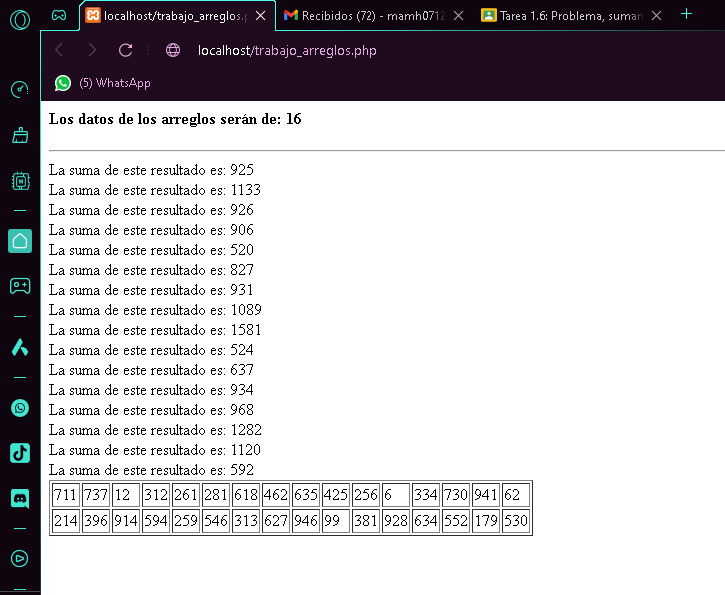 localhost/trabajo_arreglos.p
Recibidos (72) - mamh0712
Tarea 1.6: Problema, suman
localhost/trabajo_arreglos.php
(5) WhatsApp
Los datos de los arreglos serán de: 16
La suma de este resultado es: 925
La suma de este resultado es: 1133
La suma de este resultado es: 926
La suma de este resultado es: 906
La suma de este resultado es: 520
La suma de este resultado es: 827
La suma de este resultado es: 931
La suma de este resultado es: 1089
La suma de este resultado es: 1581
La suma de este resultado es: 524
La suma de este resultado es: 637
La suma de este resultado es: 934
La suma de este resultado es: 968
La suma de este resultado es: 1282
La suma de este resultado es: 1120
La suma de este resultado es: 592
711 737 12 312 261 281 618 462 635 425 256 6 334 730 941 62
214 396 914 594 259 546 313 627 946 99 381 928 634 552 179 530